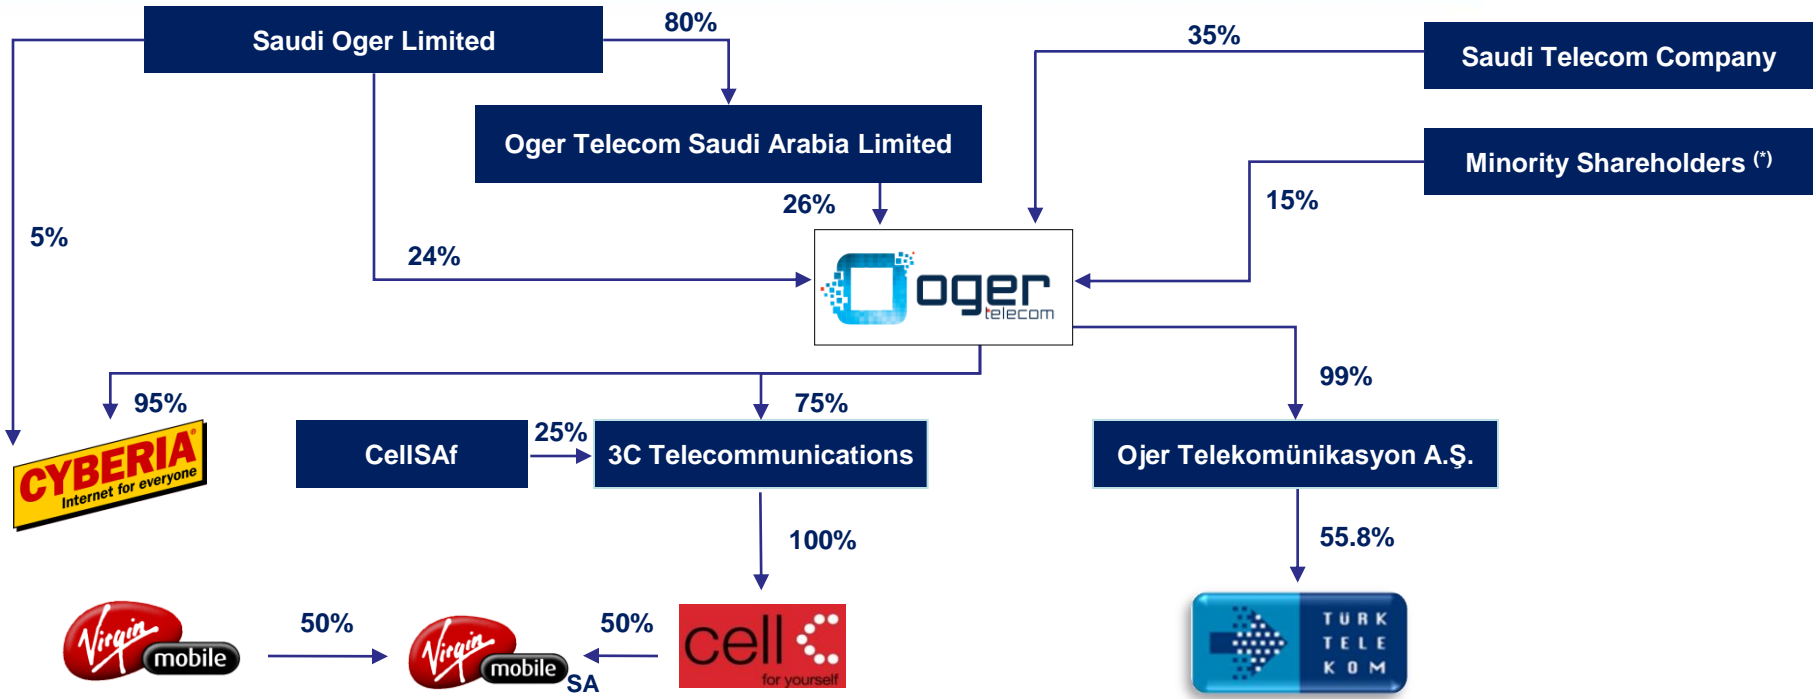 80%
Saudi Oger Limited
35%
Saudi Telecom Company
Oger Telecom Saudi Arabia Limited
Minority Shareholders (*)
26%
15%
5%
24%
oger
telecom
99%
95%
75%
CYBERIA®
Internet for everyone
CellSAf
25%
3C Telecommunications
Ojer Telekomünikasyon A.Ş.
100%
55.8%
Virgin
mobile
50%
Virgin
mobile
SA
50%
cell C
for yourself
TÜRK
TELE
KOM